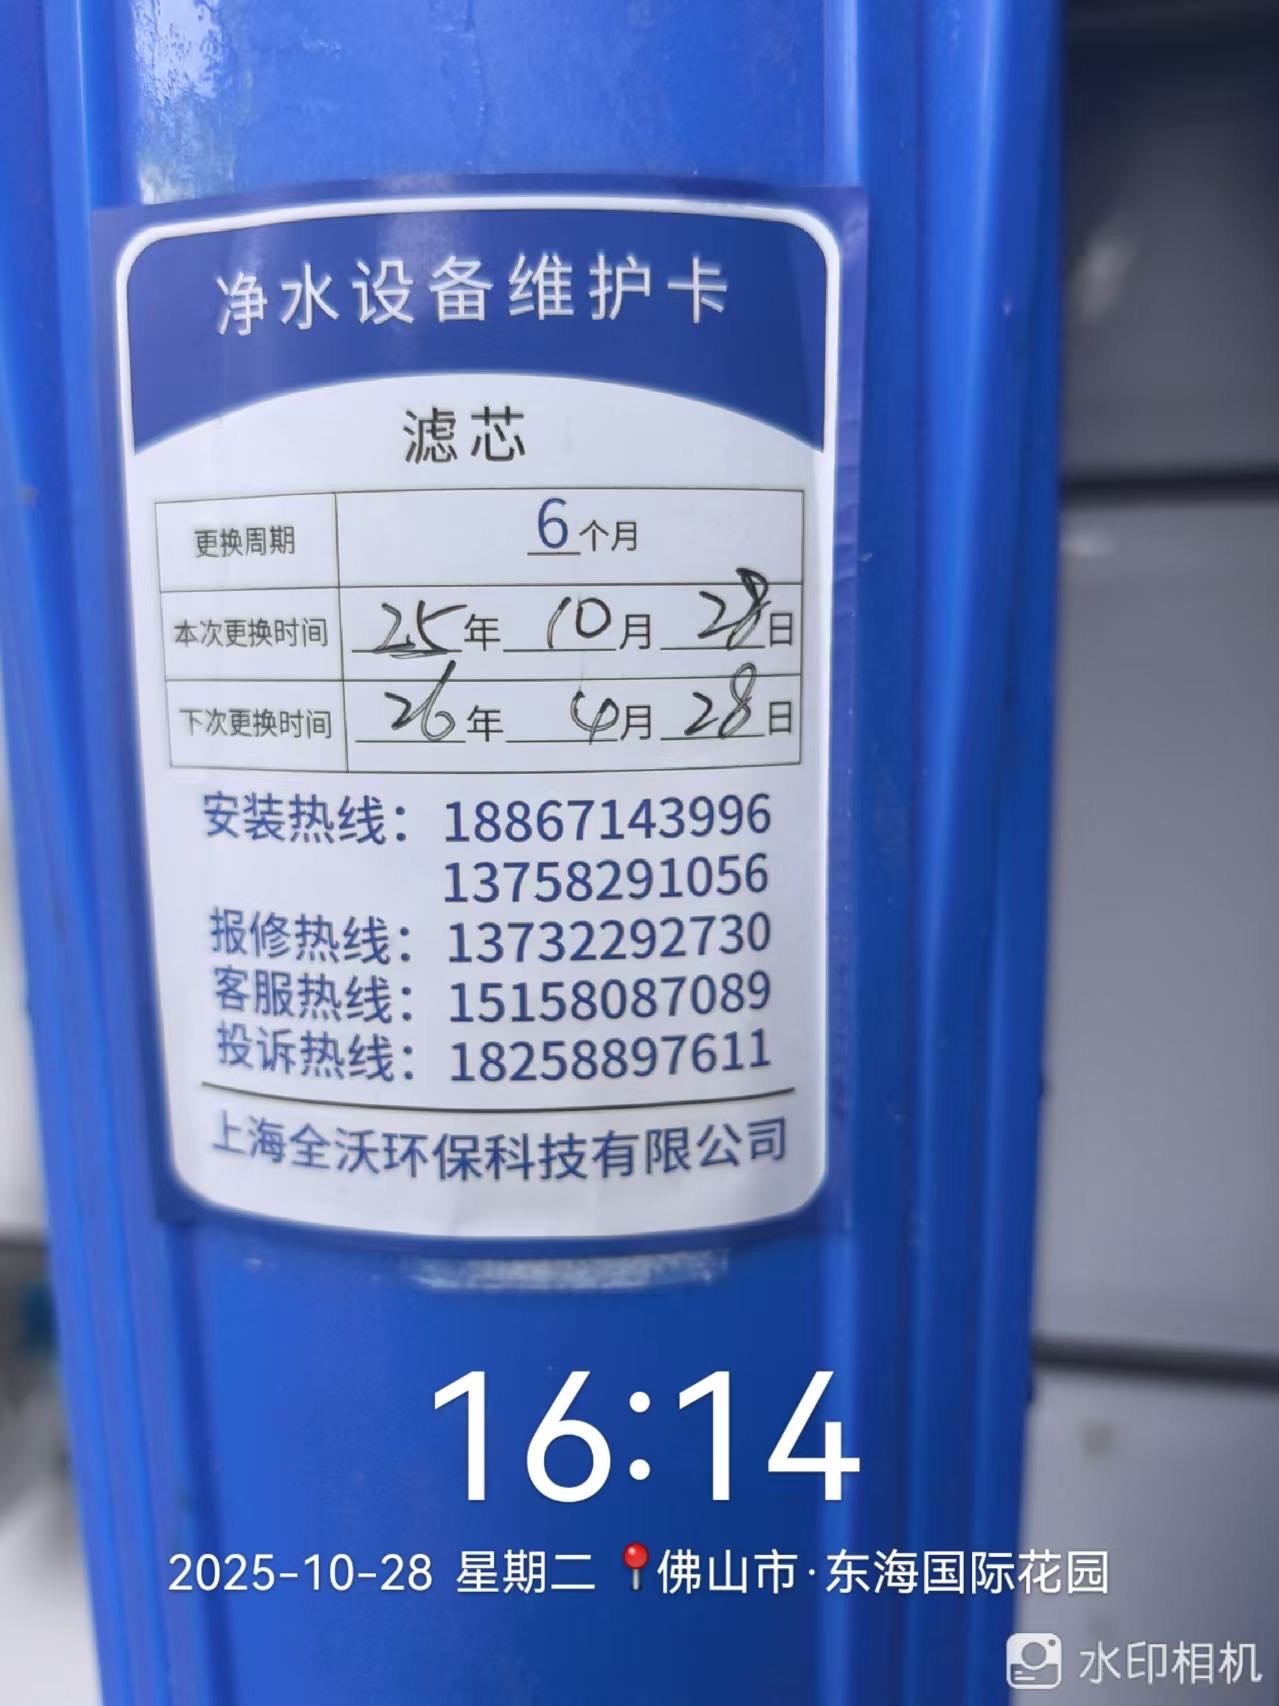 净水设备维护卡
滤芯
更换周期 6个月
本次更换时间 25年 10月 28日
下次更换时间 26年 4月 28日
安装热线：18867143996
13758291056
报修热线：13732292730
客服热线：15158087089
投诉热线：18258897611
上海全沃环保科技有限公司
16:14
2025-10-28 星期二 📍佛山市·东海国际花园
水印相机